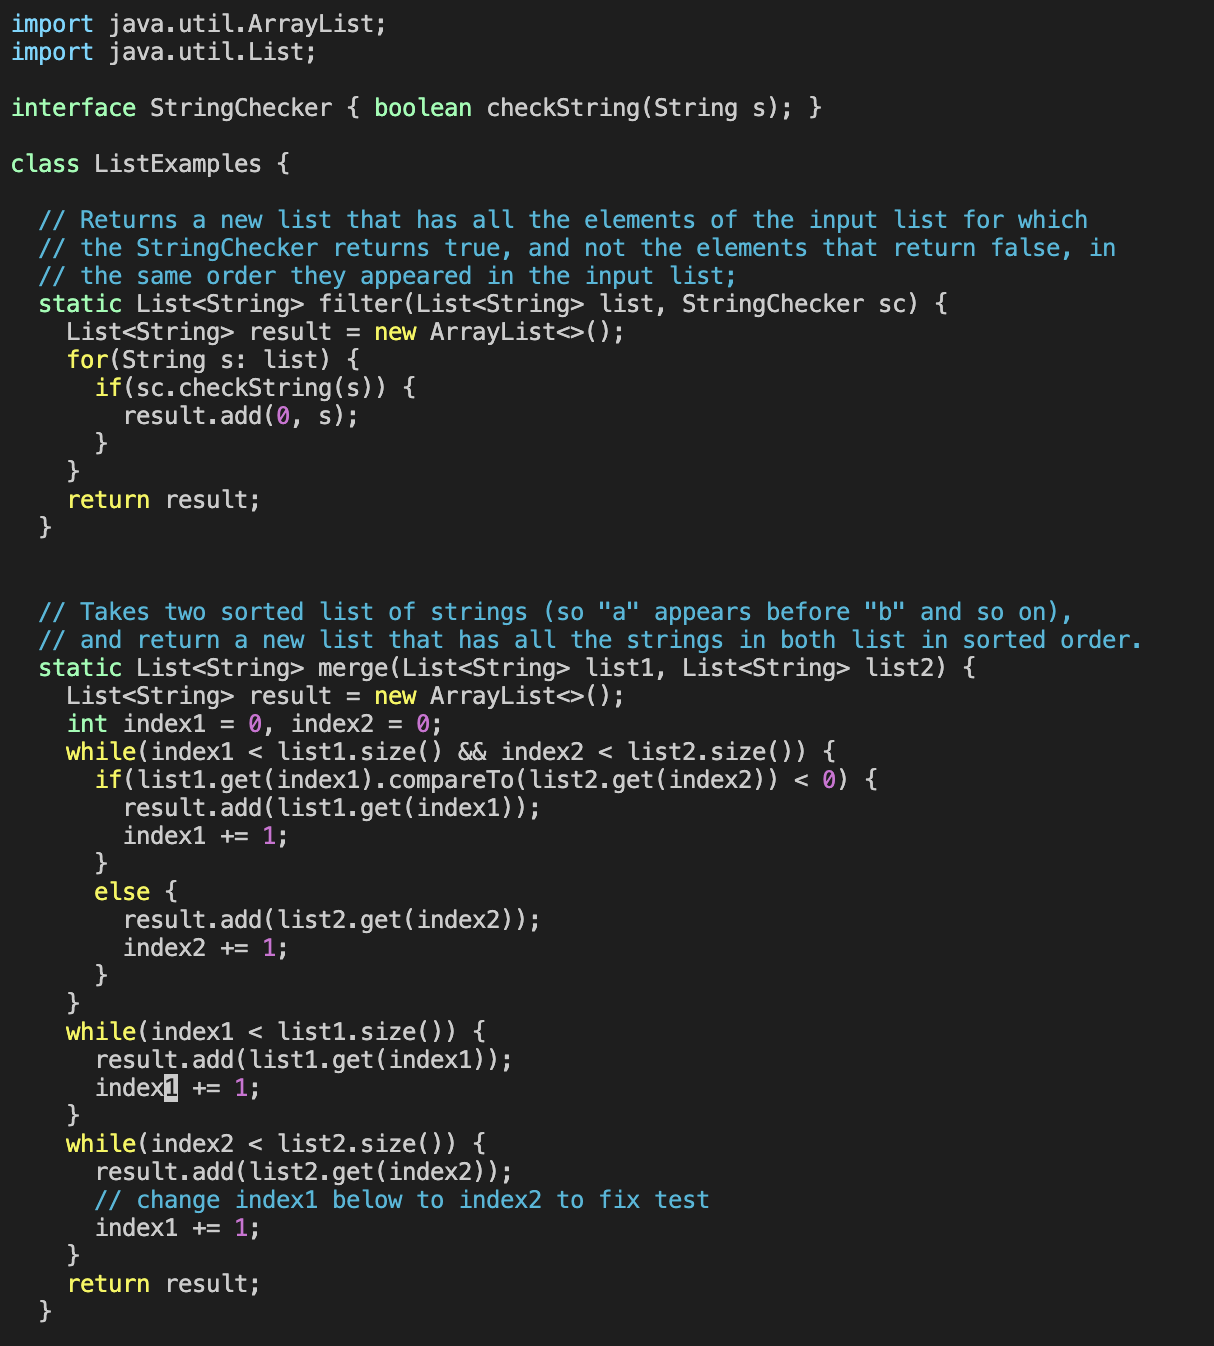 import java.util.ArrayList;
import java.util.List;

interface StringChecker { boolean checkString(String s); }

class ListExamples {

  // Returns a new list that has all the elements of the input list for which
  // the StringChecker returns true, and not the elements that return false, in
  // the same order they appeared in the input list;
  static List<String> filter(List<String> list, StringChecker sc) {
    List<String> result = new ArrayList<>();
    for(String s: list) {
      if(sc.checkString(s)) {
        result.add(0, s);
      }
    }
    return result;
  }


  // Takes two sorted list of strings (so "a" appears before "b" and so on),
  // and return a new list that has all the strings in both list in sorted order.
  static List<String> merge(List<String> list1, List<String> list2) {
    List<String> result = new ArrayList<>();
    int index1 = 0, index2 = 0;
    while(index1 < list1.size() && index2 < list2.size()) {
      if(list1.get(index1).compareTo(list2.get(index2)) < 0) {
        result.add(list1.get(index1));
        index1 += 1;
      }
      else {
        result.add(list2.get(index2));
        index2 += 1;
      }
    }
    while(index1 < list1.size()) {
      result.add(list1.get(index1));
      index1 += 1;
    }
    while(index2 < list2.size()) {
      result.add(list2.get(index2));
      // change index1 below to index2 to fix test
      index1 += 1;
    }
    return result;
  }